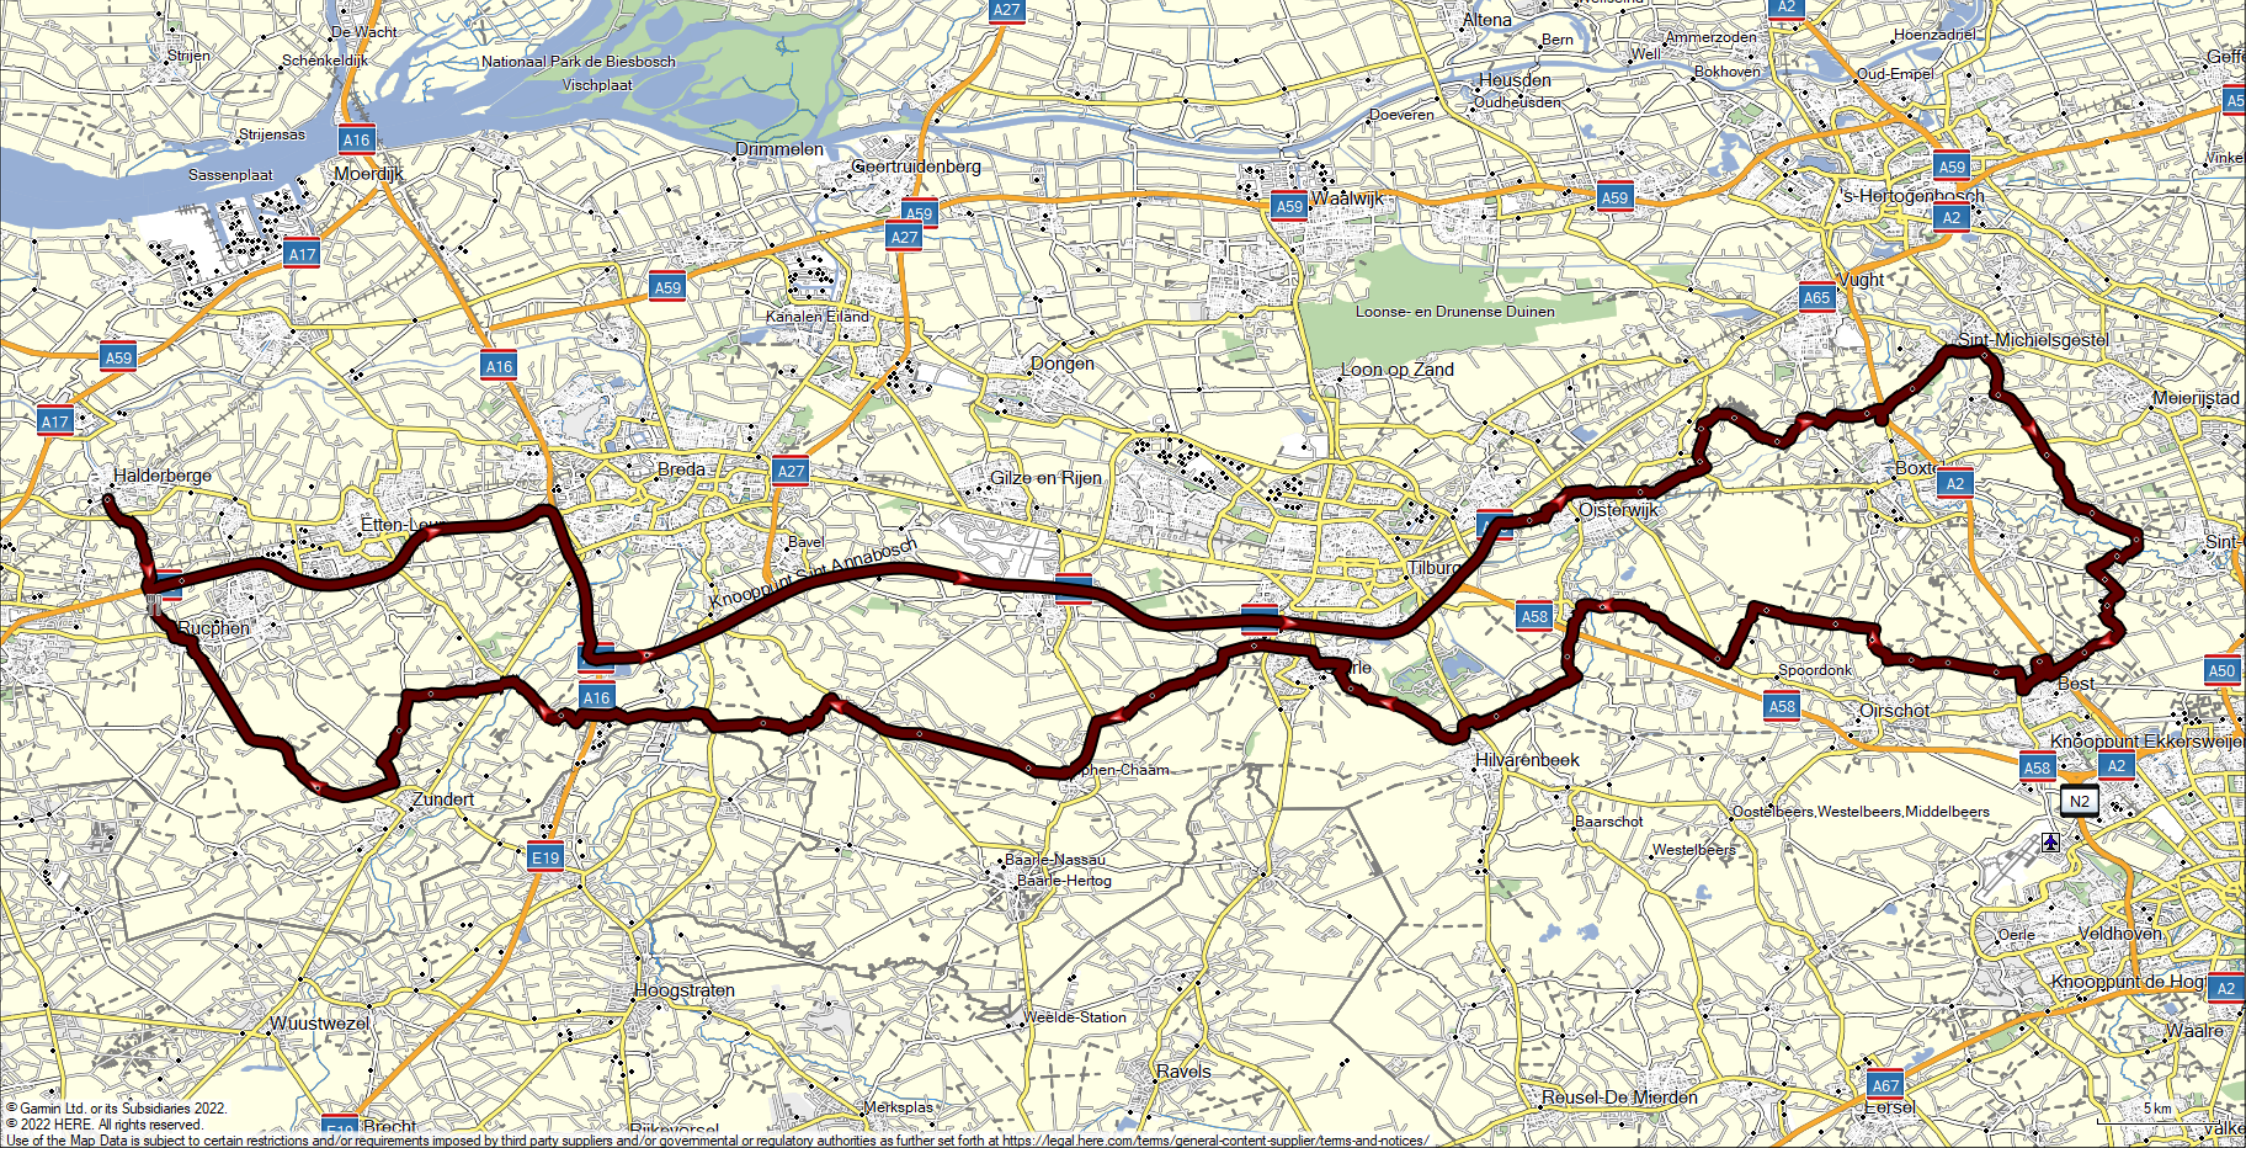 A27
A2
Altena
De Wacht
Bern
Ammerzoden
Hoenzadriel
Strijen
Schenkeldijk
Nationaal Park de Biesbosch
Well
Vischplaat
Heusden
Bokhoven
Oud-Empel
Oudheusden
Doeveren
Strijensas
A16
Drimmelen
Geertruidenberg
A59
Sassenplaat
Moerdijk
Waalwijk
's-Hertogenbosch
A59
A59
A59
A2
A27
A17
Vught
A59
A65
Kanalen Eiland
Loonse- en Drunense Duinen
Sint-Michielsgestel
A59
A16
Dongen
Loon op Zand
Meierijstad
A17
Halderberge
Breda
A27
Gilze en Rijen
A2
Oisterwijk
Bavel
Knooppunt Sint Annabosch
Tilburg
A58
Rucphen
Spoordonk
A50
Best
A16
A58
Oirschot
Knooppunt Ekkersweijer
Hilvarenbeek
A58
A2
Zundert
N2
Oostelbeers,Westelbeers,Middelbeers
Baarschot
E19
Baarle-Nassau
Westelbeers
Baarle-Hertog
Oerle
Veldhoven
Hoogstraten
A2
Wuustwezel
Weelde-Station
Waalre
Ravels
A67
Reusel-De Mierden
Merksplas
Eersel
5 km
© Garmin Ltd. or its Subsidiaries 2022.
Brecht
© 2022 HERE. All rights reserved.
Rijkevorsel
Use of the Map Data is subject to certain restrictions and/or requirements imposed by third party suppliers and/or governmental or regulatory authorities as further set forth at https://legal.here.com/terms/general-content-supplier/terms-and-notices/